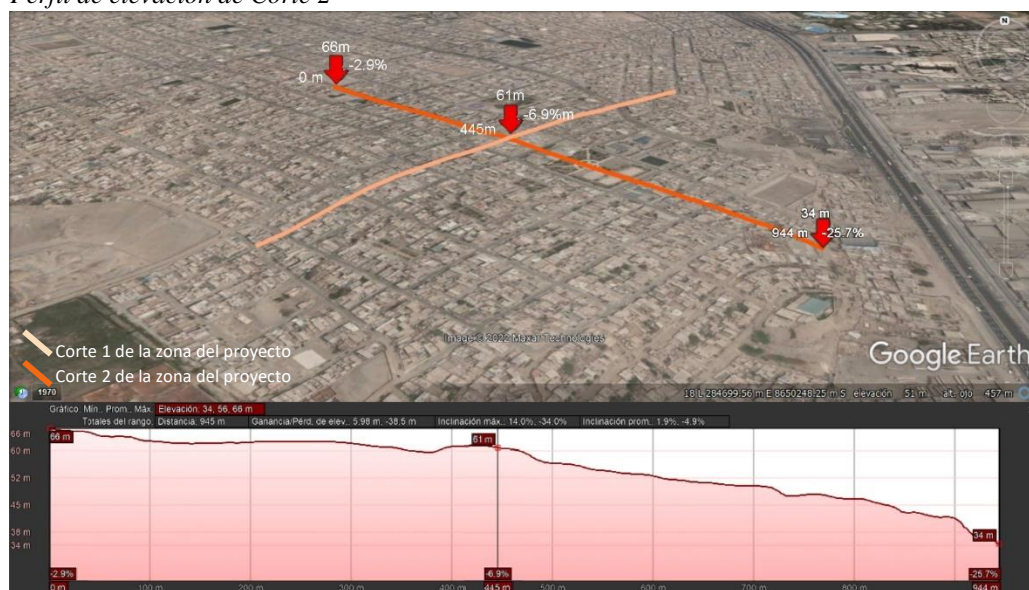 Perfil de elevación de Corte 2
N
66m
-2.9%
0 m
61m
-6.9%m
445m
34 m
944 m
-25.7%
Image © 2022 Maxar Technologies
Corte 1 de la zona del proyecto
Corte 2 de la zona del proyecto
Google Earth
1970
18 L 284699.56 m E 8650248.25 m S elevación 51 m alt. ojo 457 m
Gráfico: Mín., Prom., Máx. Elevación: 34, 56, 66 m
Totales del rango: Distancia: 945 m Ganancia/Pérd. de elev.: 5.98 m, -38.5 m Inclinación máx.: 14.0%, -34.0% Inclinación prom.: 1.9%, -4.9%
66 m
66 m
61 m
60 m
52 m
45 m
38 m
34 m
34 m
-2.9%
-6.9%
-25.7%
0 m
100 m
200 m
300 m
400 m
445 m
500 m
600 m
700 m
800 m
944 m